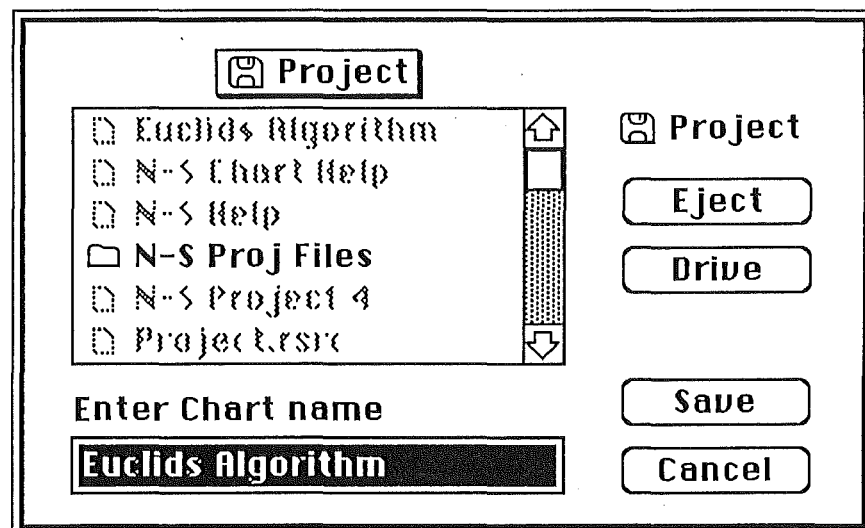 Project
Euclids Algorithm
N-S Chart Help
N-S Help
N-S Proj Files
N-S Project 4
Project.rsrc
Enter Chart name
Euclids Algorithm
Project
Eject
Drive
Save
Cancel